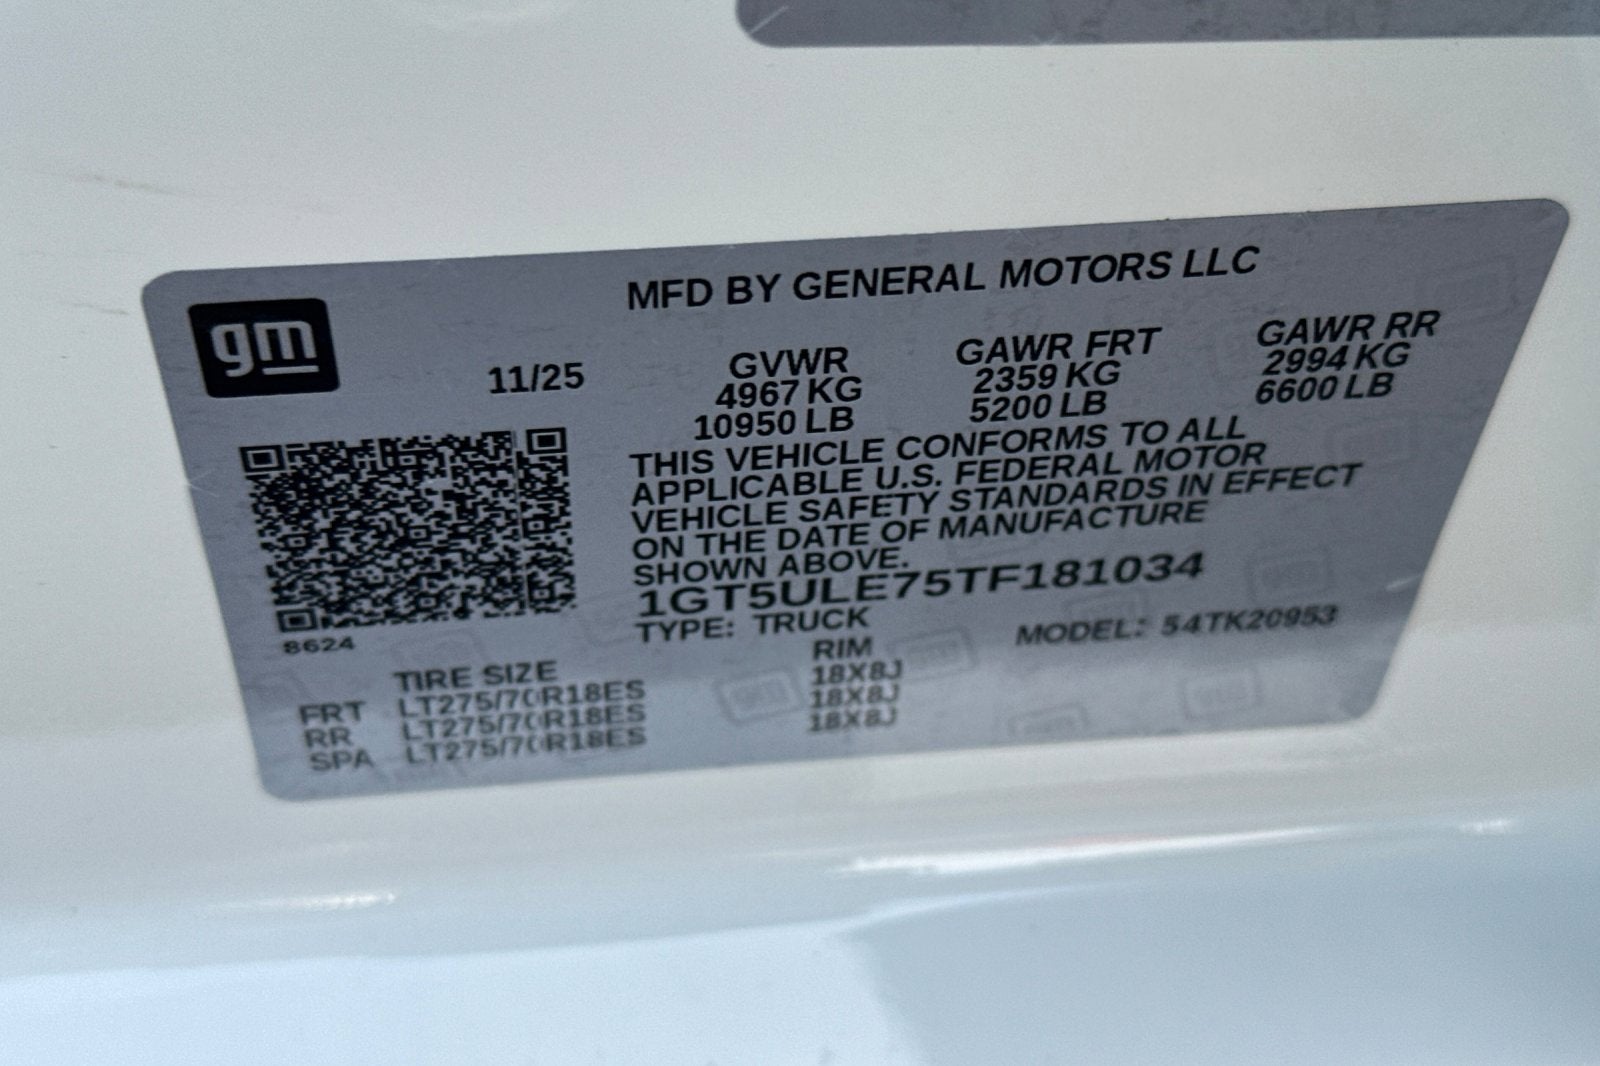 gm
MFD BY GENERAL MOTORS LLC
11/25
GVWR GAWR FRT GAWR RR
4967 KG 2359 KG 2994 KG
10950 LB 5200 LB 6600 LB
THIS VEHICLE CONFORMS TO ALL
APPLICABLE U.S. FEDERAL MOTOR
VEHICLE SAFETY STANDARDS IN EFFECT
ON THE DATE OF MANUFACTURE
SHOWN ABOVE.
1GT5ULE75TF181034
TYPE: TRUCK MODEL: 54TK20953
8624
TIRE SIZE RIM
FRT LT275/70R18ES 18X8J
RR LT275/70R18ES 18X8J
SPA LT275/70R18ES 18X8J